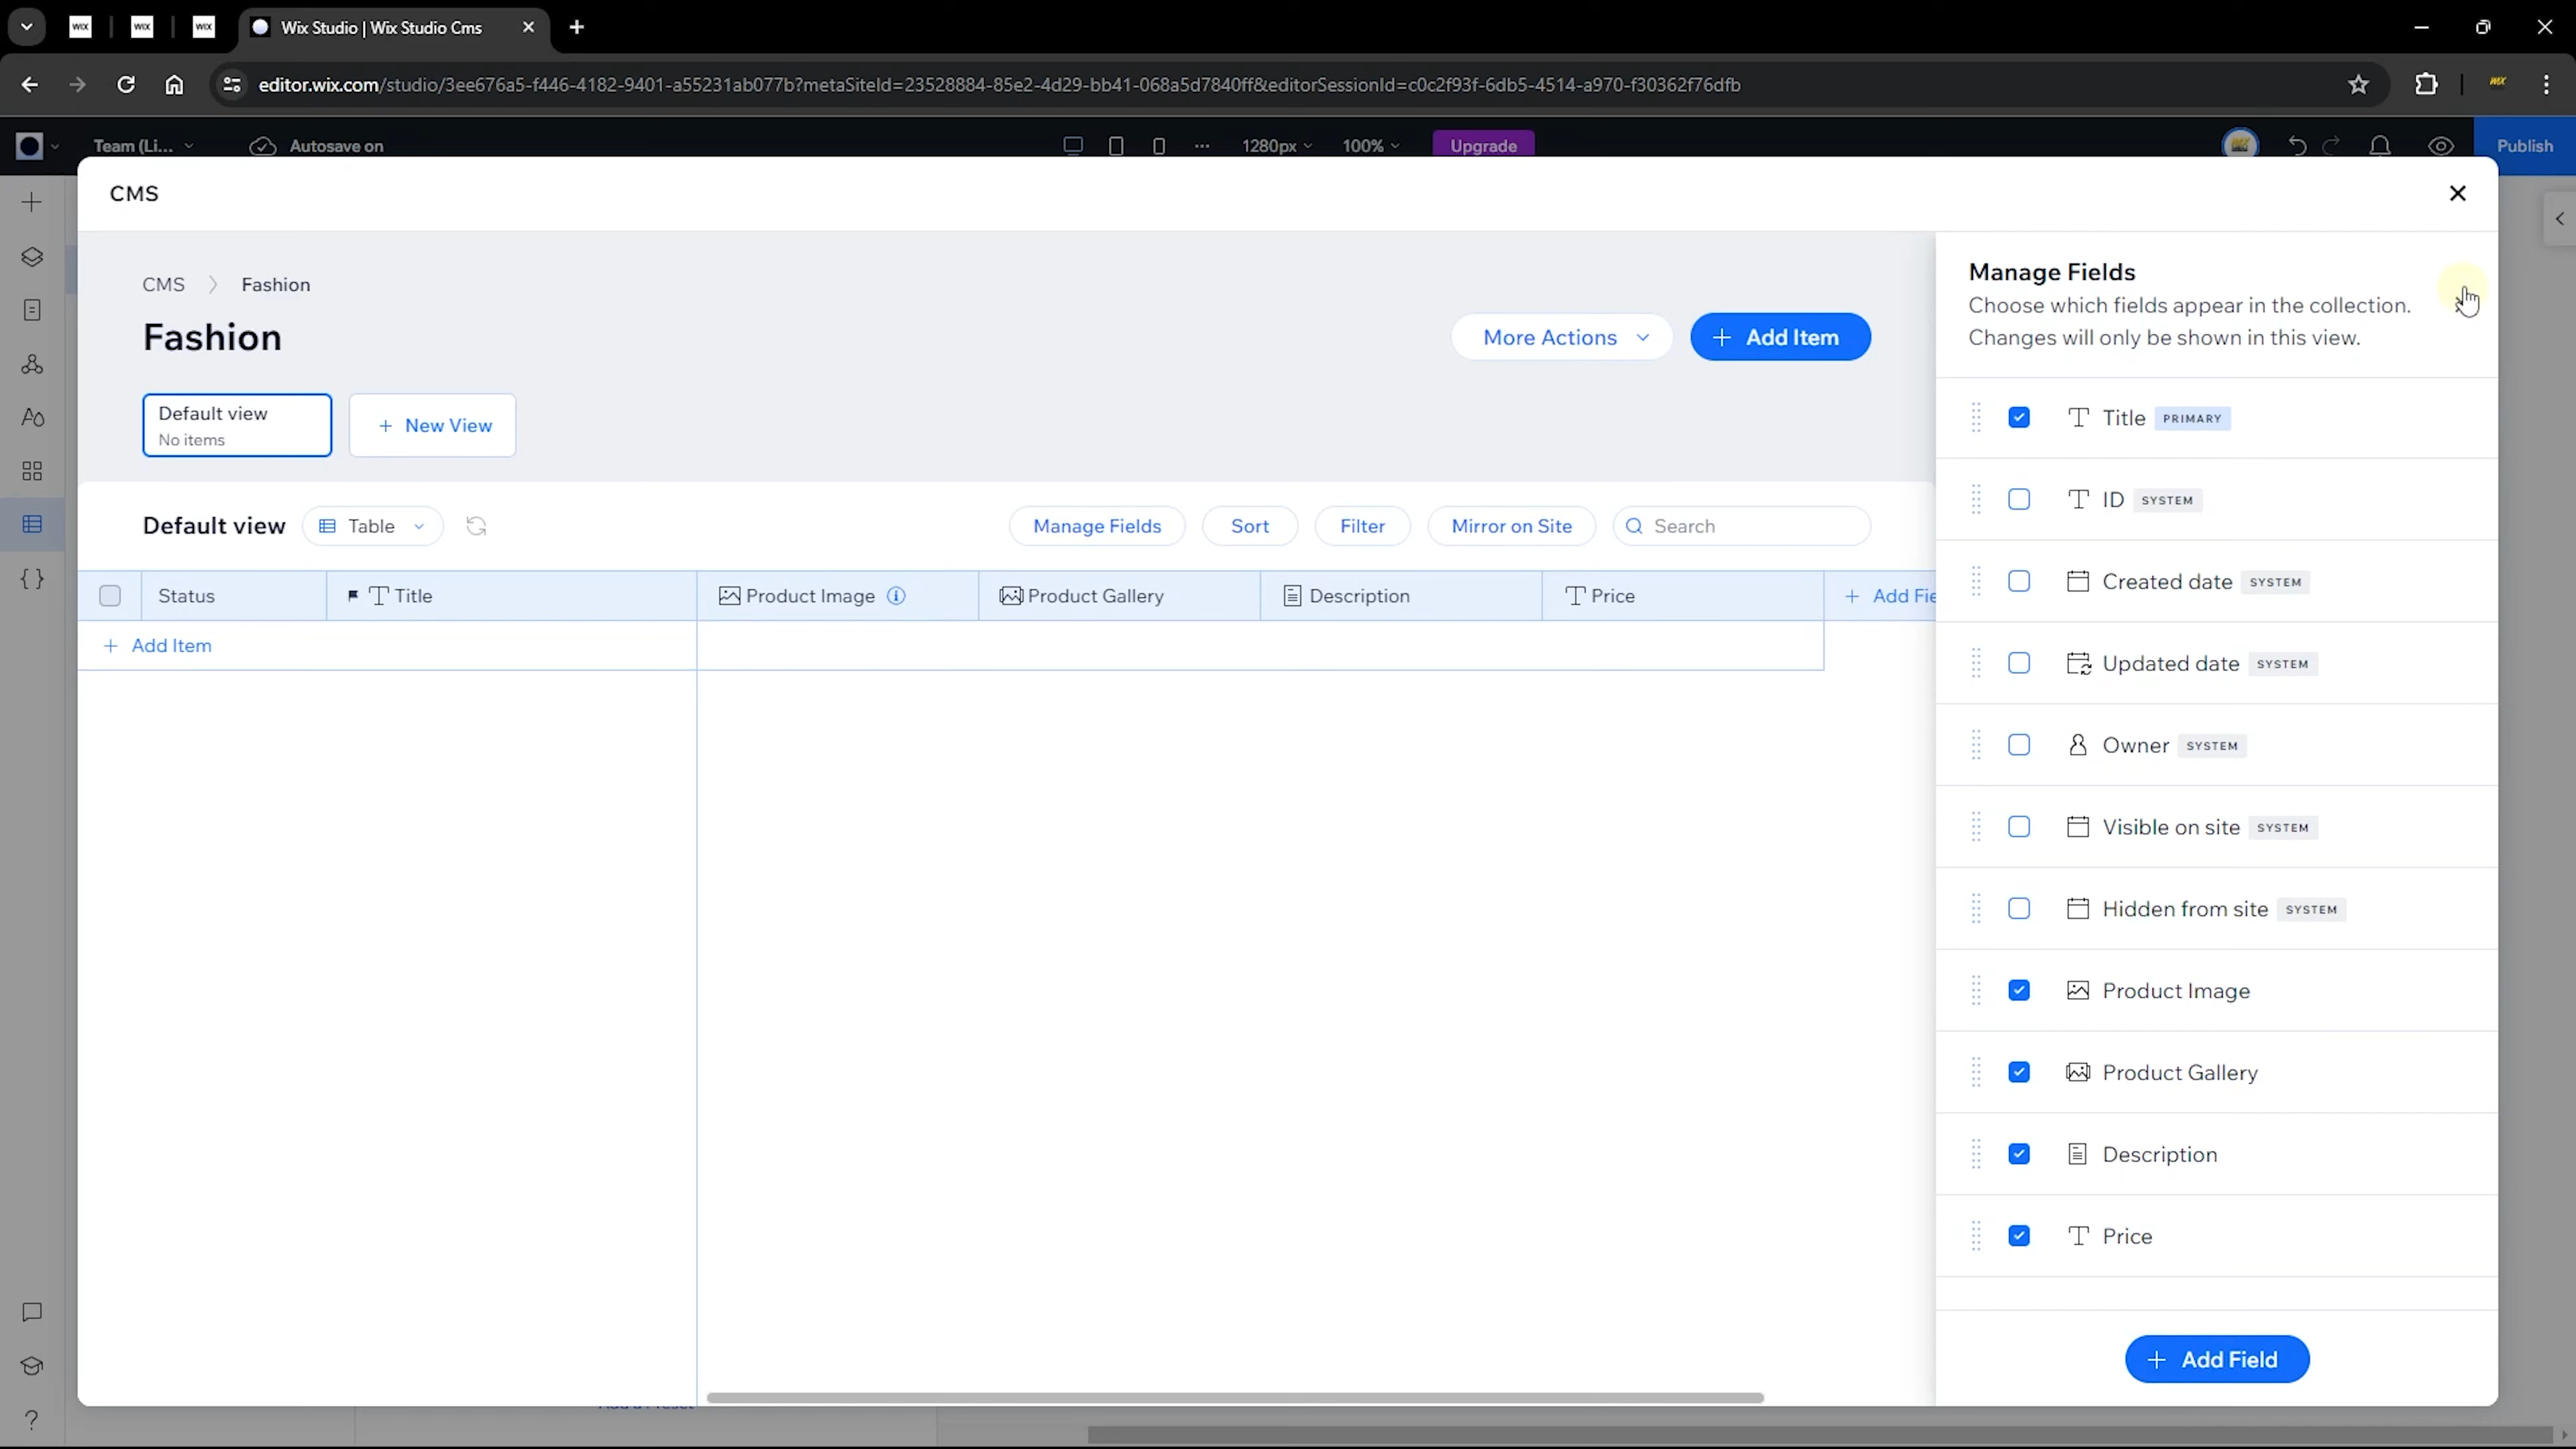 WIX
WIX
WIX
Wix Studio | Wix Studio Cms
editor.wix.com/studio/3ee676a5-f446-4182-9401-a55231ab077b?metaSiteId=23528884-85e2-4d29-bb41-068a5d7840ff&editorSessionId=c0c2f93f-6db5-4514-a970-f30362f76dfb
Team (Li...
Autosave on
1280px
100%
Upgrade
Publish
CMS
CMS
Fashion
Fashion
More Actions
+ Add Item
Default view
No items
+ New View
Default view
Table
Manage Fields
Sort
Filter
Mirror on Site
Search
Status
Title
Product Image
Product Gallery
Description
Price
+ Add Fie
+ Add Item
Manage Fields
Choose which fields appear in the collection.
Changes will only be shown in this view.
Title PRIMARY
ID SYSTEM
Created date SYSTEM
Updated date SYSTEM
Owner SYSTEM
Visible on site SYSTEM
Hidden from site SYSTEM
Product Image
Product Gallery
Description
Price
+ Add Field